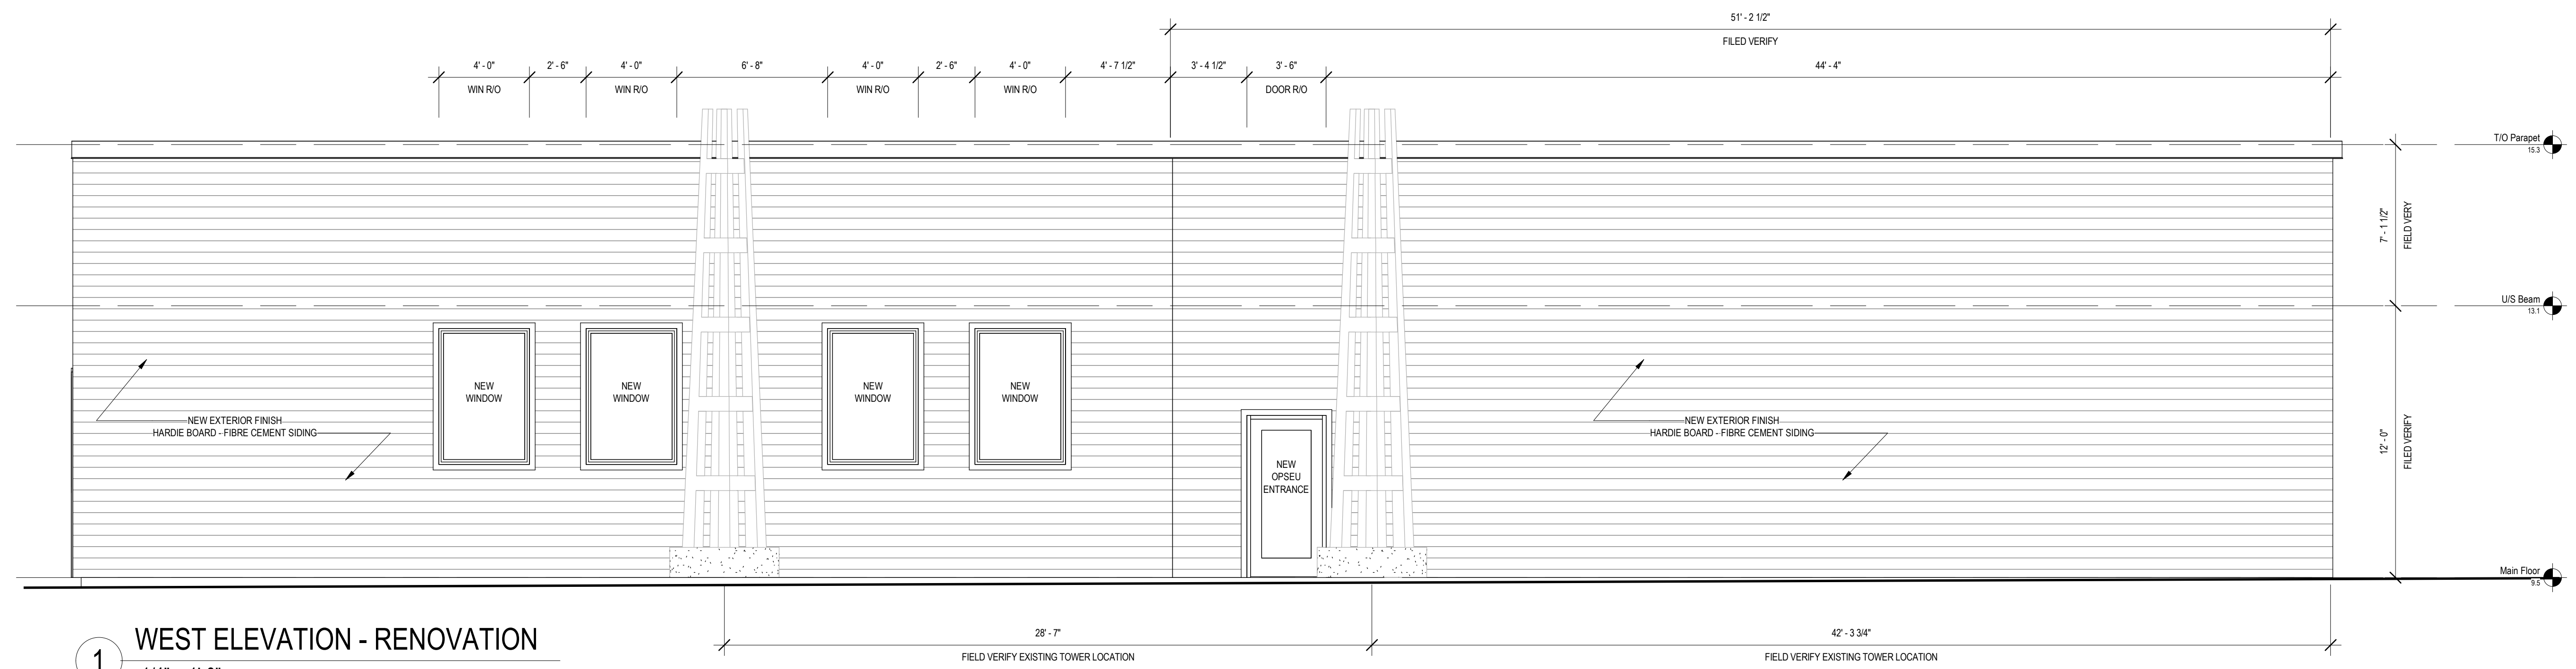 51' - 2 1/2"
FILED VERIFY
4' - 0"
2' - 6"
4' - 0"
6' - 8"
4' - 0"
2' - 6"
4' - 0"
4' - 7 1/2"
3' - 4 1/2"
3' - 6"
44' - 4"
WIN R/O
WIN R/O
WIN R/O
WIN R/O
DOOR R/O
T/O Parapet
15.3
7' - 1 1/2"
FIELD VERY
U/S Beam
13.1
NEW
WINDOW
NEW
WINDOW
NEW
WINDOW
NEW
WINDOW
NEW EXTERIOR FINISH
HARDIE BOARD - FIBRE CEMENT SIDING
NEW EXTERIOR FINISH
HARDIE BOARD - FIBRE CEMENT SIDING
12' - 0"
FILED VERIFY
NEW
OPSEU
ENTRANCE
Main Floor
9.5
28' - 7"
FIELD VERIFY EXISTING TOWER LOCATION
42' - 3 3/4"
FIELD VERIFY EXISTING TOWER LOCATION
1
WEST ELEVATION - RENOVATION